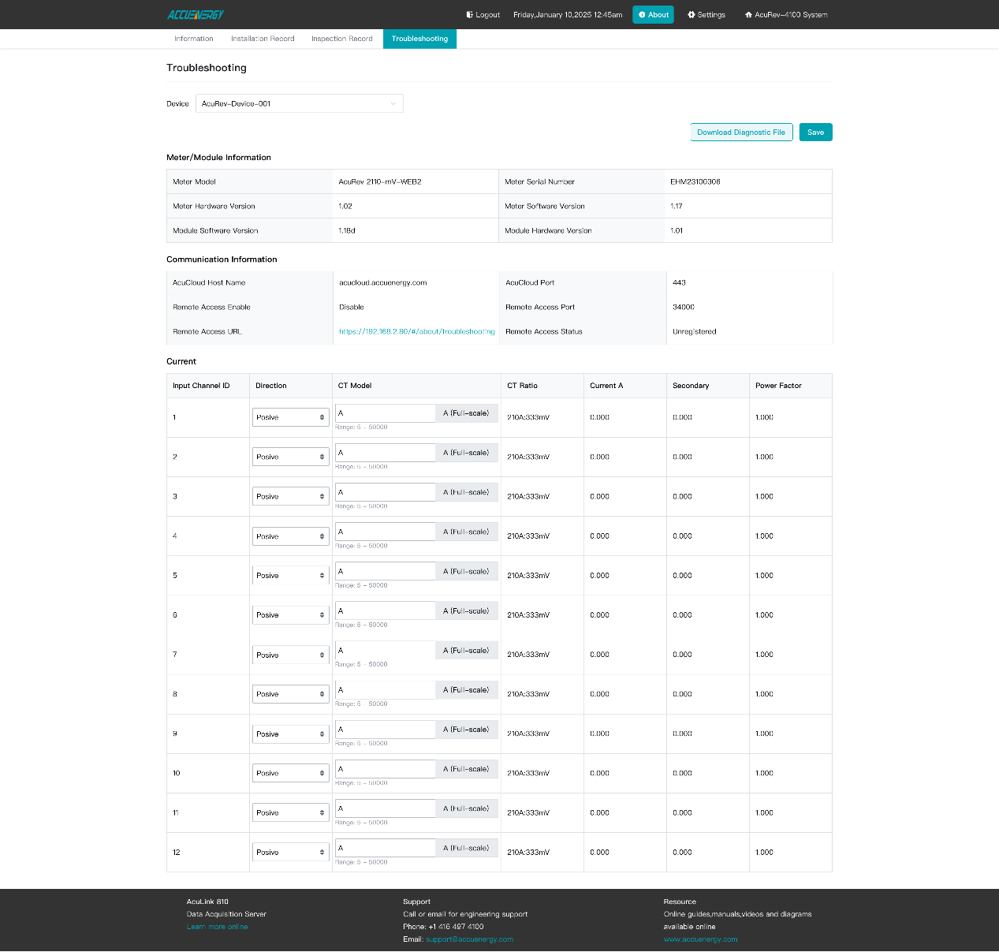 ACCUENERGY
Logout Friday,January 10,2025 12:45am About Settings AcuRev-4100 System
Information Installation Record Inspection Record Troubleshooting
Troubleshooting
Device AcuRev-Device-001
Download Diagnostic File Save
Meter/Module Information
Meter Model AcuRev 2110-mV-WEB2 Meter Serial Number EHM23100306
Meter Hardware Version 1.02 Meter Software Version 1.17
Module Software Version 1.18d Module Hardware Version 1.01
Communication Information
AcuCloud Host Name acucloud.accuenergy.com AcuCloud Port 443
Remote Access Enable Disable Remote Access Port 34000
Remote Access URL https://192.168.2.80/#/about/troubleshooting Remote Access Status Unregistered
Current
Input Channel ID Direction CT Model CT Ratio Current A Secondary Power Factor
1 Posive A A (Full-scale) 210A:333mV 0.000 0.000 1.000
Range: 5 - 50000
2 Posive A A (Full-scale) 210A:333mV 0.000 0.000 1.000
Range: 5 - 50000
3 Posive A A (Full-scale) 210A:333mV 0.000 0.000 1.000
Range: 5 - 50000
4 Posive A A (Full-scale) 210A:333mV 0.000 0.000 1.000
Range: 5 - 50000
5 Posive A A (Full-scale) 210A:333mV 0.000 0.000 1.000
Range: 5 - 50000
6 Posive A A (Full-scale) 210A:333mV 0.000 0.000 1.000
Range: 5 - 50000
7 Posive A A (Full-scale) 210A:333mV 0.000 0.000 1.000
Range: 5 - 50000
8 Posive A A (Full-scale) 210A:333mV 0.000 0.000 1.000
Range: 5 - 50000
9 Posive A A (Full-scale) 210A:333mV 0.000 0.000 1.000
Range: 5 - 50000
10 Posive A A (Full-scale) 210A:333mV 0.000 0.000 1.000
Range: 5 - 50000
11 Posive A A (Full-scale) 210A:333mV 0.000 0.000 1.000
Range: 5 - 50000
12 Posive A A (Full-scale) 210A:333mV 0.000 0.000 1.000
Range: 5 - 50000
AcuLink 810
Data Acquisition Server
Learn more online
Support
Call or email for engineering support
Phone: +1 416 497 4100
Email: support@accuenergy.com
Resource
Online guides,manuals,videos and diagrams
available online
www.accuenergy.com